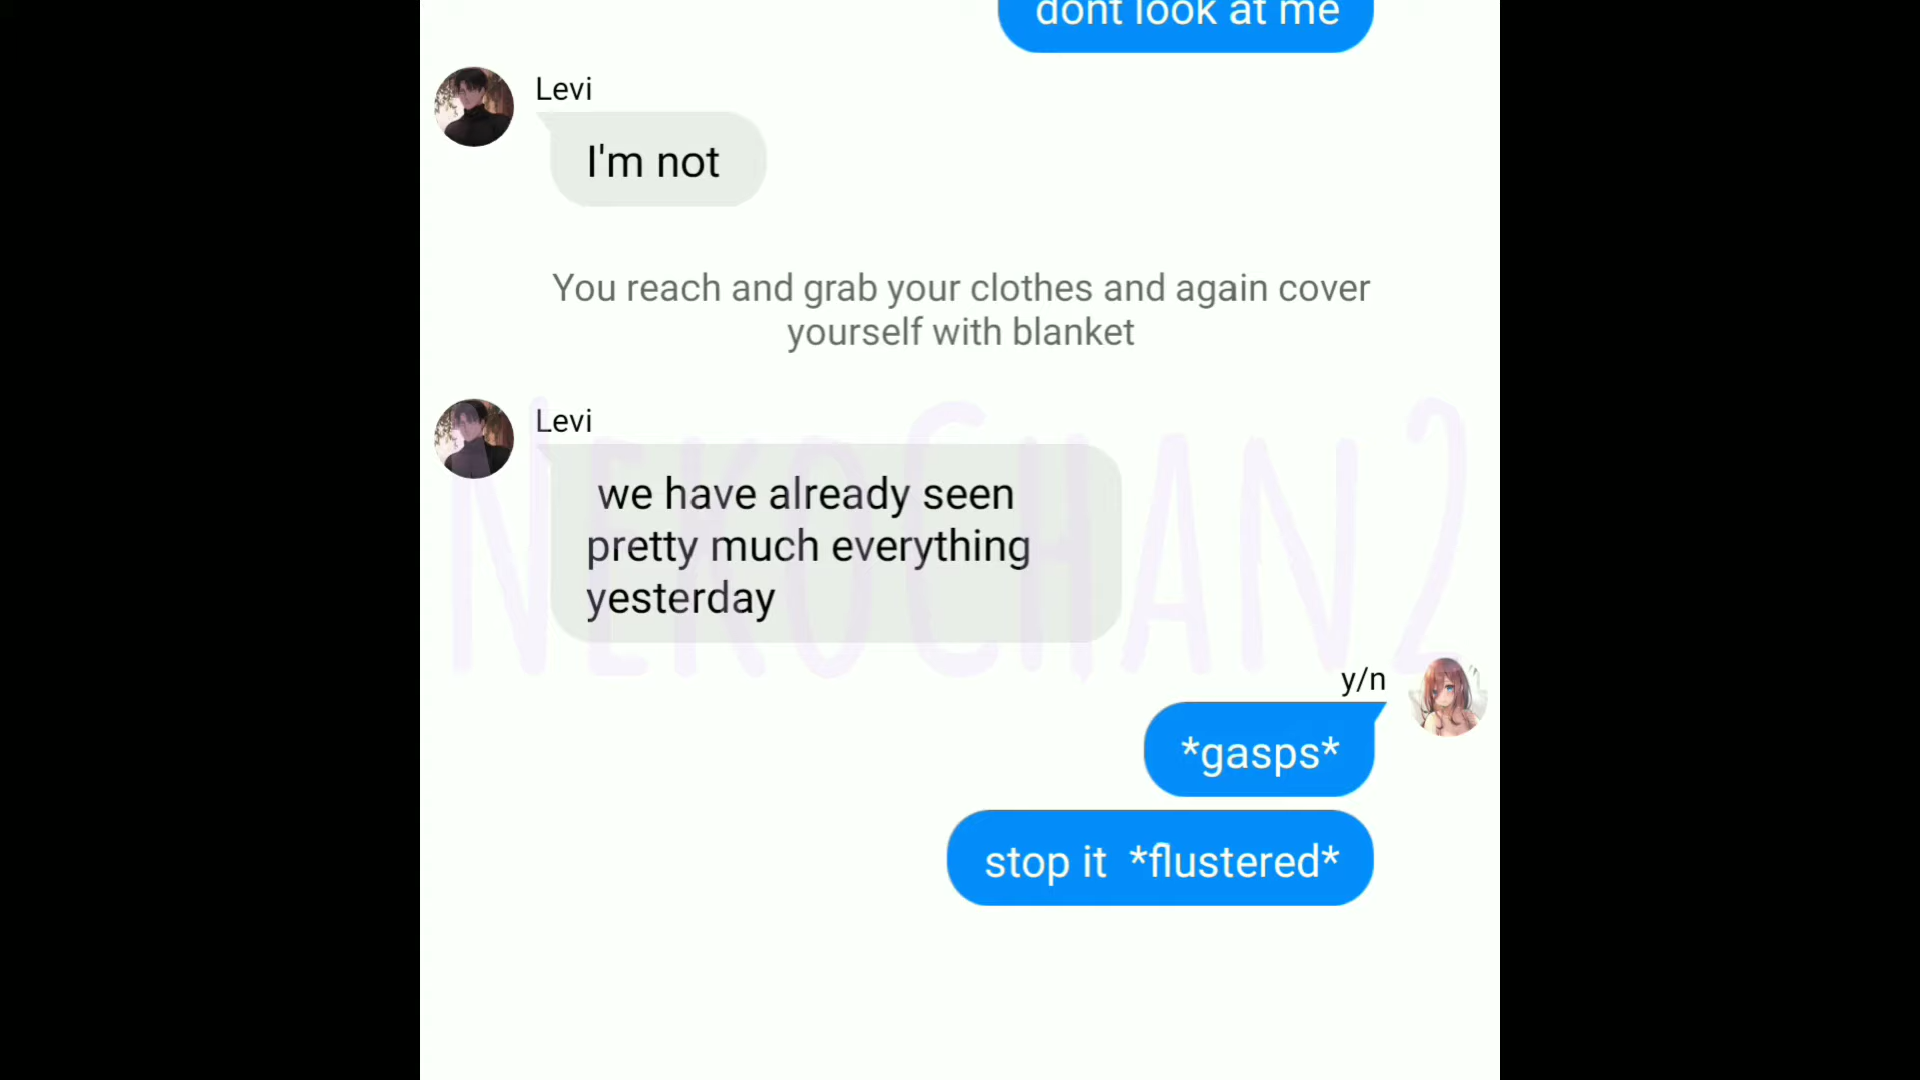 dont look at me
Levi
I'm not
You reach and grab your clothes and again cover
yourself with blanket
Levi
we have already seen
pretty much everything
yesterday
NEKOCHAN2
y/n
*gasps*
stop it  *flustered*